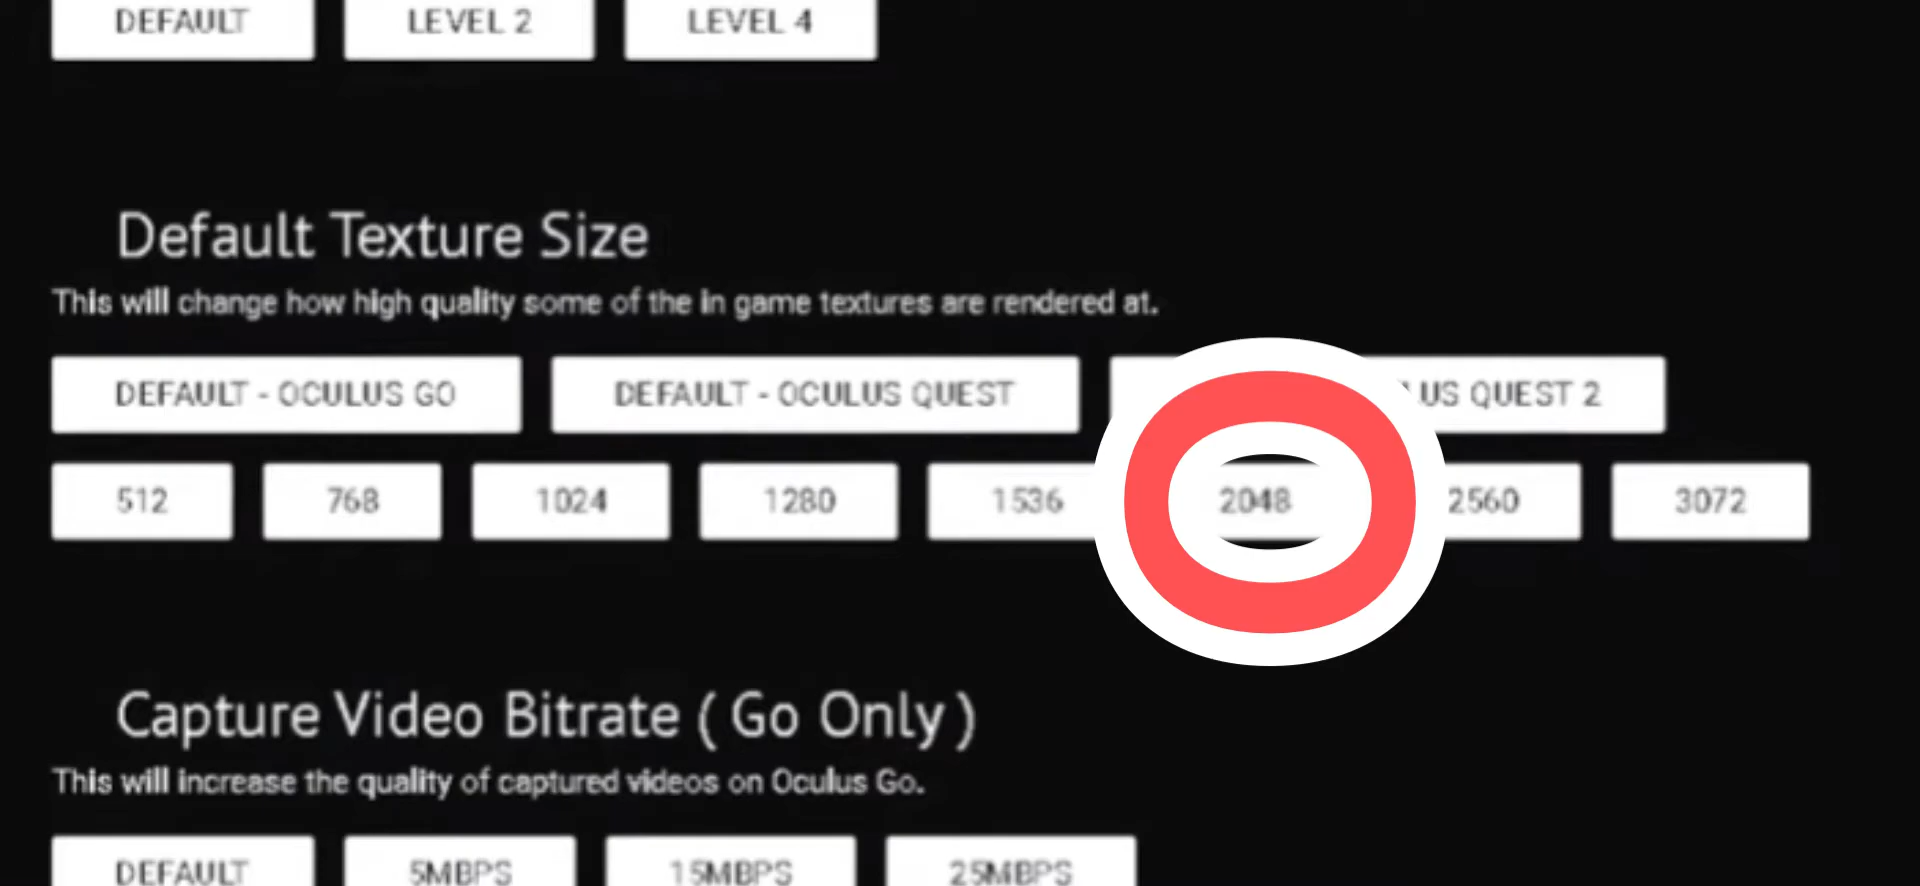 DEFAULT LEVEL 2 LEVEL 4
Default Texture Size
This will change how high quality some of the in game textures are rendered at.
DEFAULT - OCULUS GO DEFAULT - OCULUS QUEST QUEST 2
512 768 1024 1280 1536 2048 2560 3072
Capture Video Bitrate ( Go Only )
This will increase the quality of captured videos on Oculus Go.
DEFAULT 5MBPS 15MBPS 25MBPS